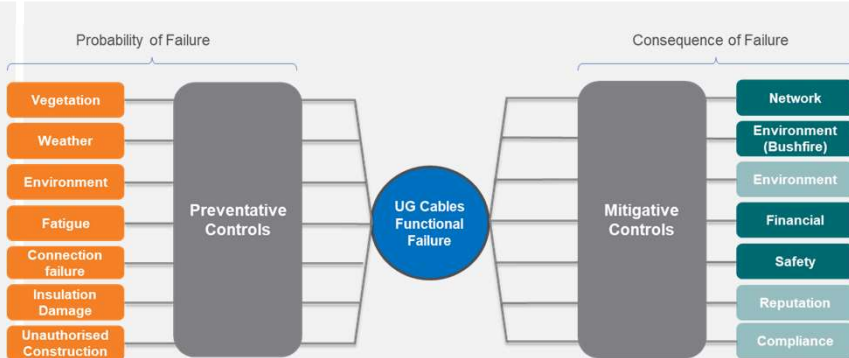 Probability of Failure
Consequence of Failure
Vegetation
Weather
Environment
Fatigue
Connection
failure
Insulation
Damage
Unauthorised
Construction
Preventative
Controls
UG Cables
Functional
Failure
Mitigative
Controls
Network
Environment
(Bushfire)
Environment
Financial
Safety
Reputation
Compliance